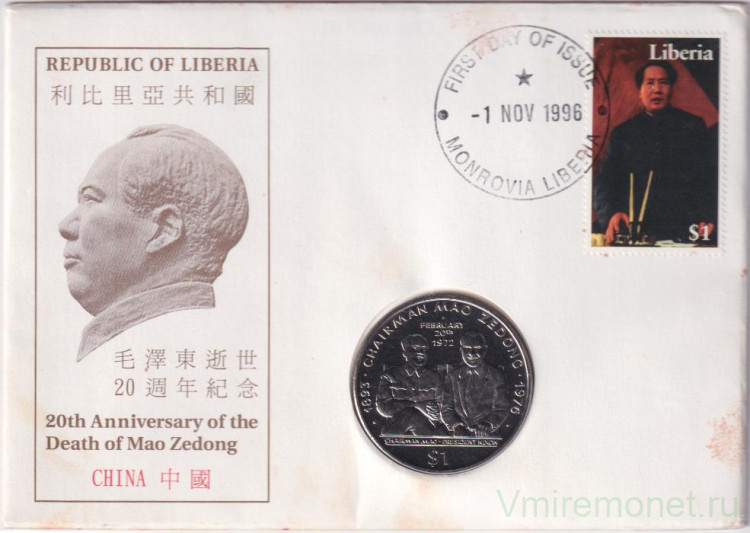 REPUBLIC OF LIBERIA
利比里亞共和國
毛澤東逝世
20週年紀念
20th Anniversary of the
Death of Mao Zedong
CHINA 中國
FIRST DAY OF ISSUE
-1 NOV 1996
MONROVIA LIBERIA
Liberia
$1
1893 · CHAIRMAN MAO ZEDONG · 1976
FEBRUARY
20th
1972
CHAIRMAN MAO - PRESIDENT NIXON
$1
Vmiremonet.ru